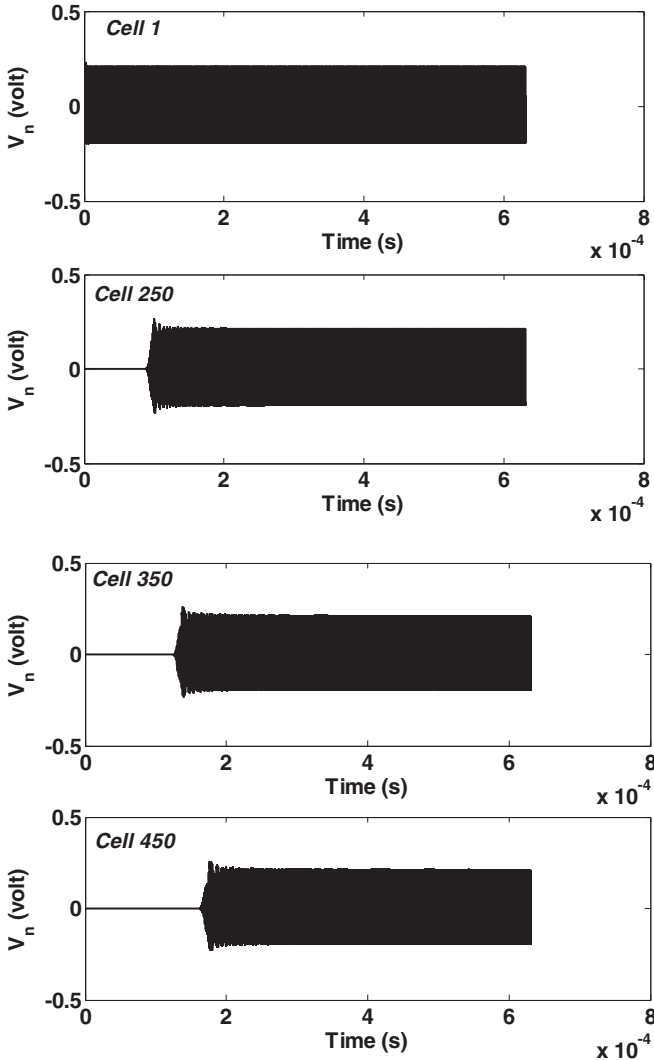 Cell 1
0.5
0
-0.5
V_n (volt)
0 2 4 6 8
Time (s)
x 10^-4
Cell 250
0.5
0
-0.5
V_n (volt)
0 2 4 6 8
Time (s)
x 10^-4
Cell 350
0.5
0
-0.5
V_n (volt)
0 2 4 6 8
Time (s)
x 10^-4
Cell 450
0.5
0
-0.5
V_n (volt)
0 2 4 6 8
Time (s)
x 10^-4